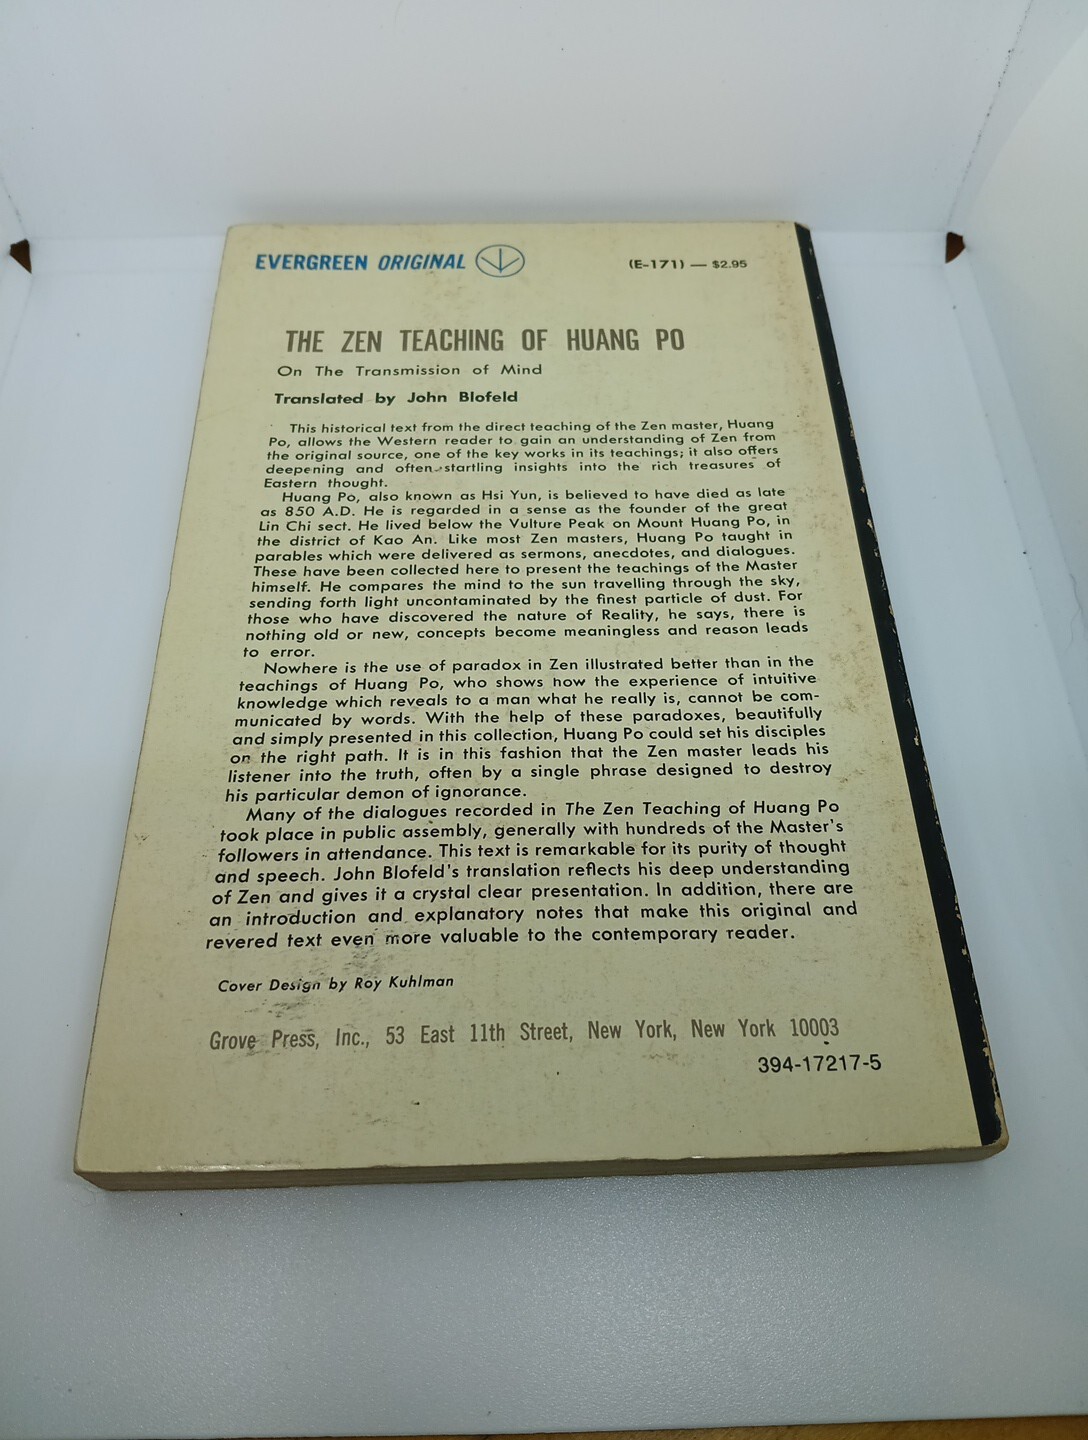 EVERGREEN ORIGINAL (E-171) — $2.95
THE ZEN TEACHING OF HUANG PO
On The Transmission of Mind
Translated by John Blofeld
This historical text from the direct teaching of the Zen master, Huang
Po, allows the Western reader to gain an understanding of Zen from
the original source, one of the key works in its teachings; it also offers
deepening and often startling insights into the rich treasures of
Eastern thought.
Huang Po, also known as Hsi Yun, is believed to have died as late
as 850 A.D. He is regarded in a sense as the founder of the great
Lin Chi sect. He lived below the Vulture Peak on Mount Huang Po, in
the district of Kao An. Like most Zen masters, Huang Po taught in
parables which were delivered as sermons, anecdotes, and dialogues.
These have been collected here to present the teachings of the Master
himself. He compares the mind to the sun travelling through the sky,
sending forth light uncontaminated by the finest particle of dust. For
those who have discovered the nature of Reality, he says, there is
nothing old or new, concepts become meaningless and reason leads
to error.
Nowhere is the use of paradox in Zen illustrated better than in the
teachings of Huang Po, who shows how the experience of intuitive
knowledge which reveals to a man what he really is, cannot be com-
municated by words. With the help of these paradoxes, beautifully
and simply presented in this collection, Huang Po could set his disciples
on the right path. It is in this fashion that the Zen master leads his
listener into the truth, often by a single phrase designed to destroy
his particular demon of ignorance.
Many of the dialogues recorded in The Zen Teaching of Huang Po
took place in public assembly, generally with hundreds of the Master's
followers in attendance. This text is remarkable for its purity of thought
and speech. John Blofeld's translation reflects his deep understanding
of Zen and gives it a crystal clear presentation. In addition, there are
an introduction and explanatory notes that make this original and
revered text even more valuable to the contemporary reader.
Cover Design by Roy Kuhlman
Grove Press, Inc., 53 East 11th Street, New York, New York 10003
394-17217-5